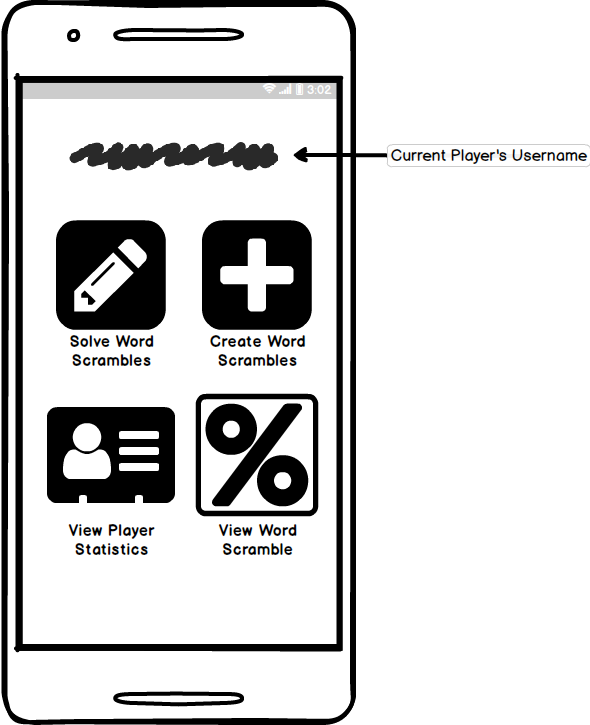 3:02
Current Player's Username
Solve Word
Scrambles
Create Word
Scrambles
View Player
Statistics
View Word
Scramble